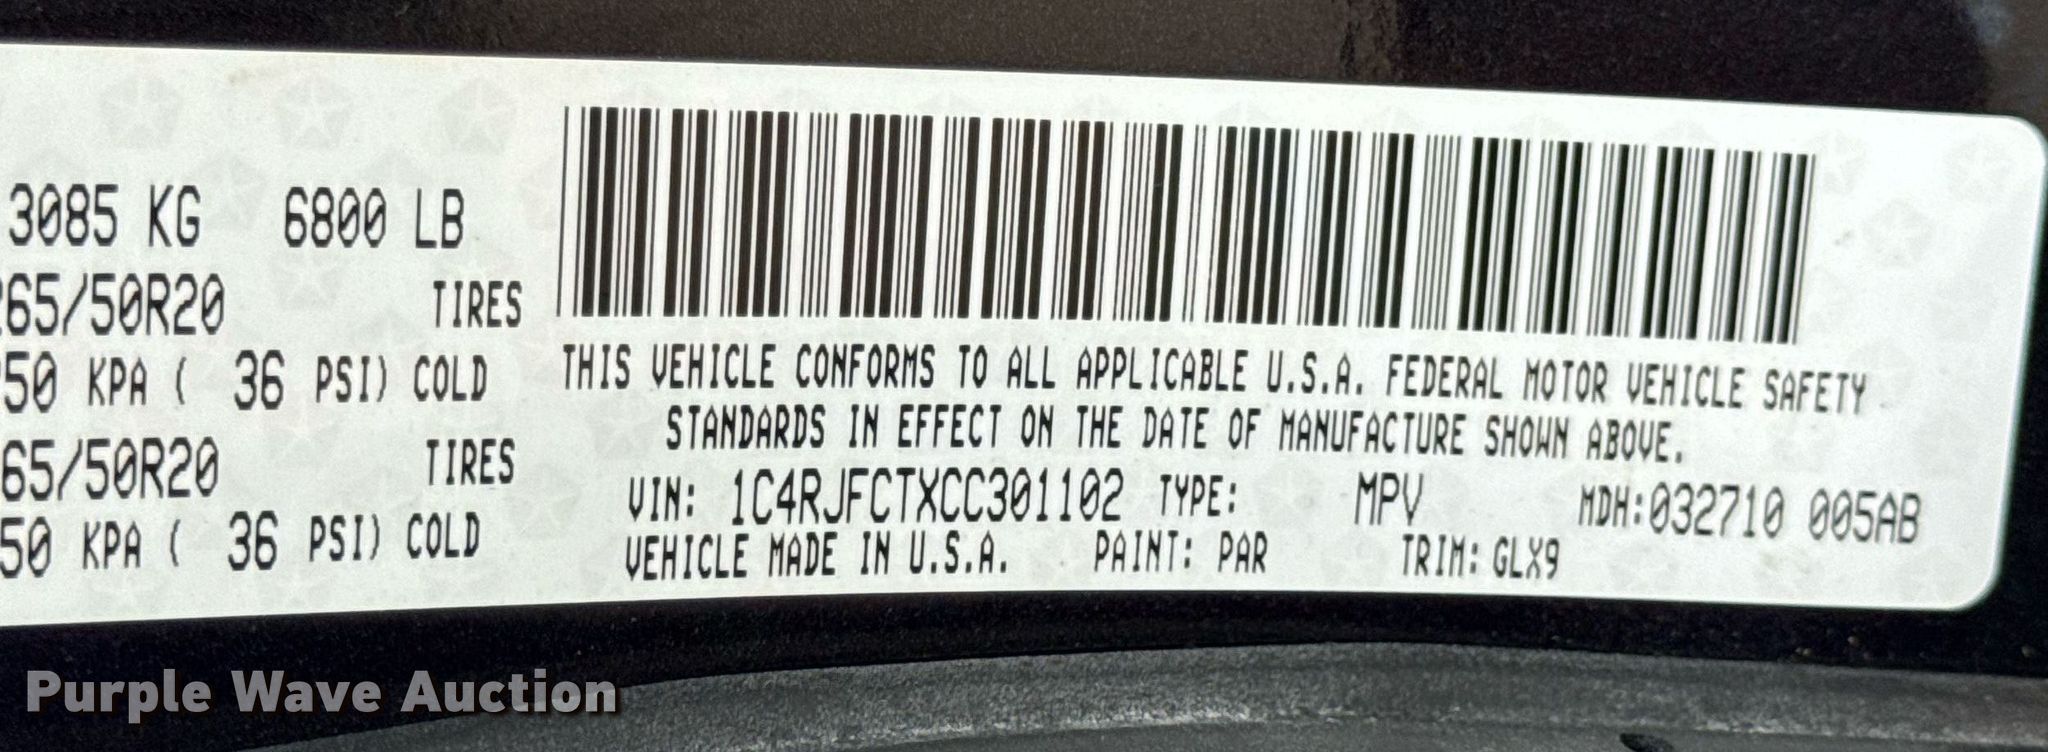 3085 KG 6800 LB
265/50R20 TIRES
250 KPA ( 36 PSI) COLD
65/50R20 TIRES
50 KPA ( 36 PSI) COLD
THIS VEHICLE CONFORMS TO ALL APPLICABLE U.S.A. FEDERAL MOTOR VEHICLE SAFETY
STANDARDS IN EFFECT ON THE DATE OF MANUFACTURE SHOWN ABOVE.
VIN: 1C4RJFCTXCC301102 TYPE: MPV MDH:032710 005AB
VEHICLE MADE IN U.S.A. PAINT: PAR TRIM: GLX9
Purple Wave Auction